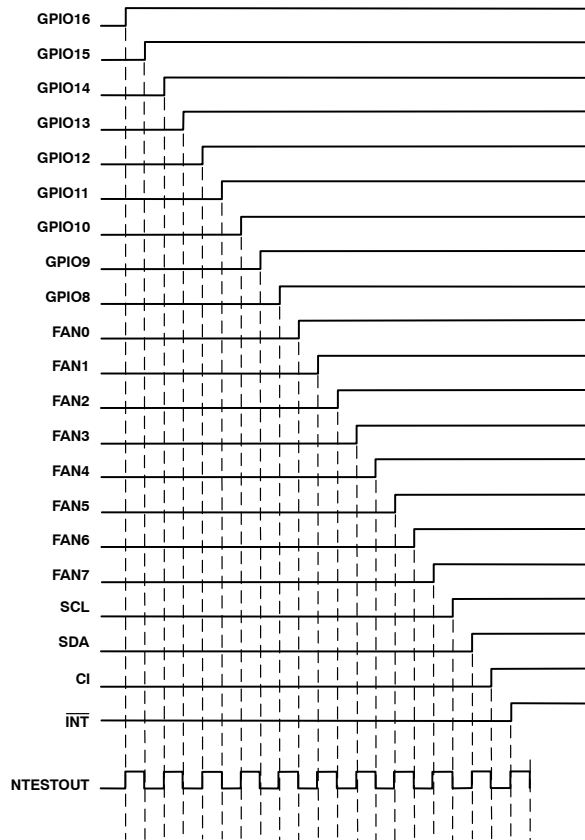 GPIO16
GPIO15
GPIO14
GPIO13
GPIO12
GPIO11
GPIO10
GPIO9
GPIO8
FAN0
FAN1
FAN2
FAN3
FAN4
FAN5
FAN6
FAN7
SCL
SDA
CI
INT
NTESTOUT